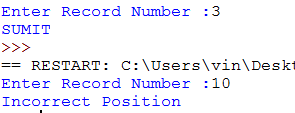 Enter Record Number :3
SUMIT
>>>
== RESTART: C:\Users\vin\Deskt
Enter Record Number :10
Incorrect Position